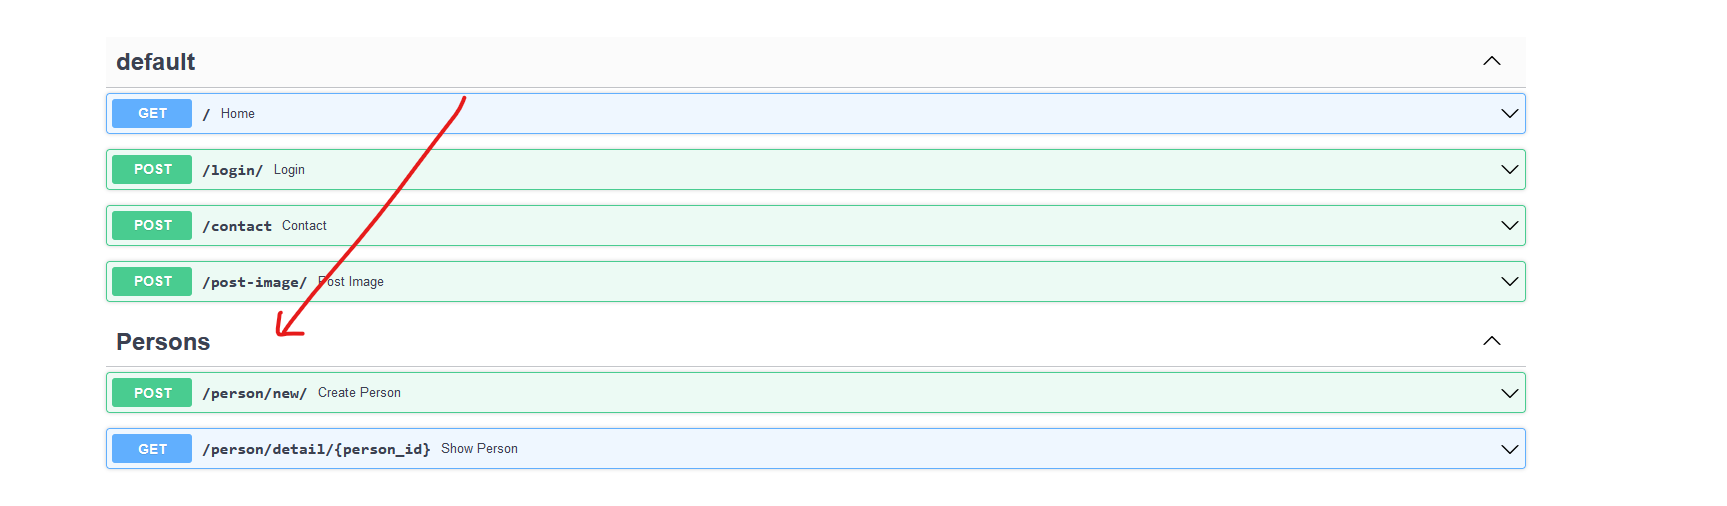 default
GET / Home
POST /login/ Login
POST /contact Contact
POST /post-image/ Post Image
Persons
POST /person/new/ Create Person
GET /person/detail/{person_id} Show Person